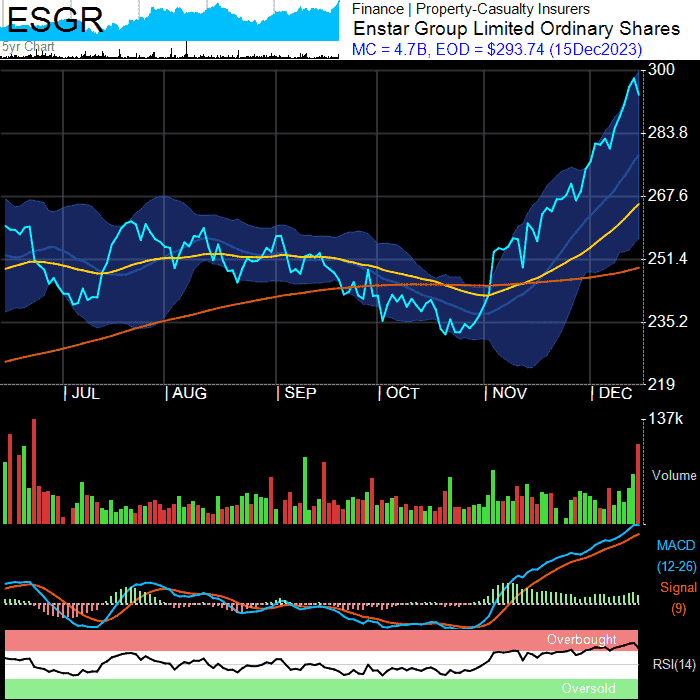 ESGR
5yr Chart
Finance | Property-Casualty Insurers
Enstar Group Limited Ordinary Shares
MC = 4.7B, EOD = $293.74 (15Dec2023)
300
283.8
267.6
251.4
235.2
219
JUL AUG SEP OCT NOV DEC
137k
Volume
MACD
(12-26)
Signal
(9)
Overbought
RSI(14)
Oversold